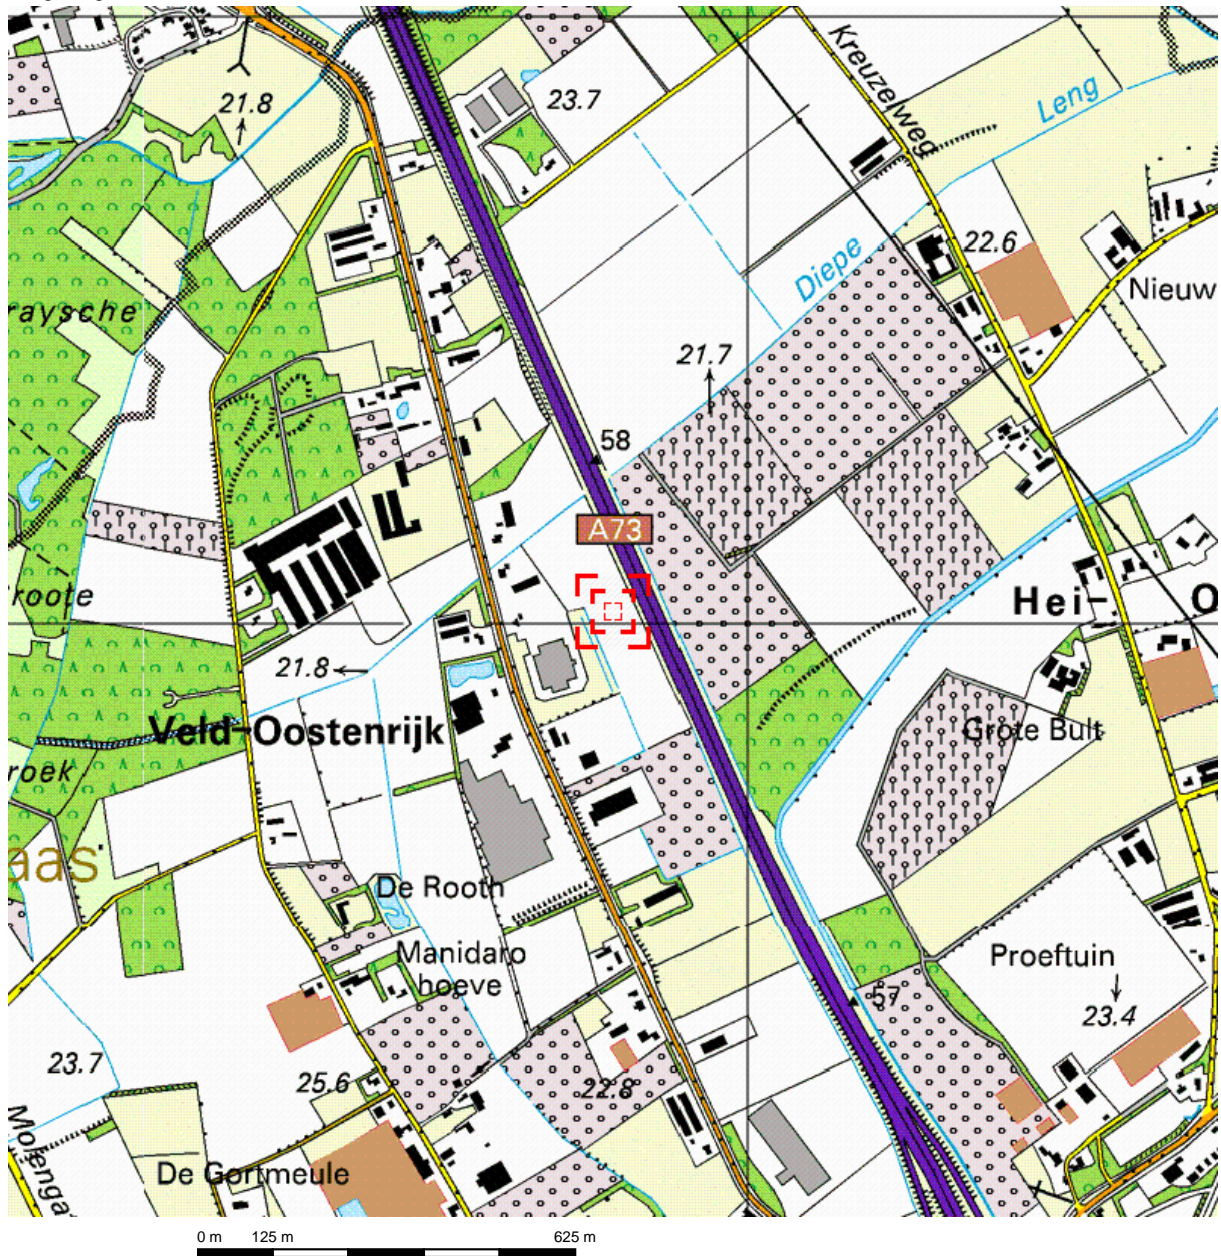 23.7
Kreuzelweg
Leng
21.8
Diepe
22.6
Nieuw
raysche
21.7
58
A73
Hei-
O
roote
21.8
Veld-Oostenrijk
Grote Bult
roek
aas
De Rooth
Manidaro
hoeve
Proeftuin
57
23.4
23.7
25.6
22.8
Molenga
De Gortmeule
0 m 125 m 625 m